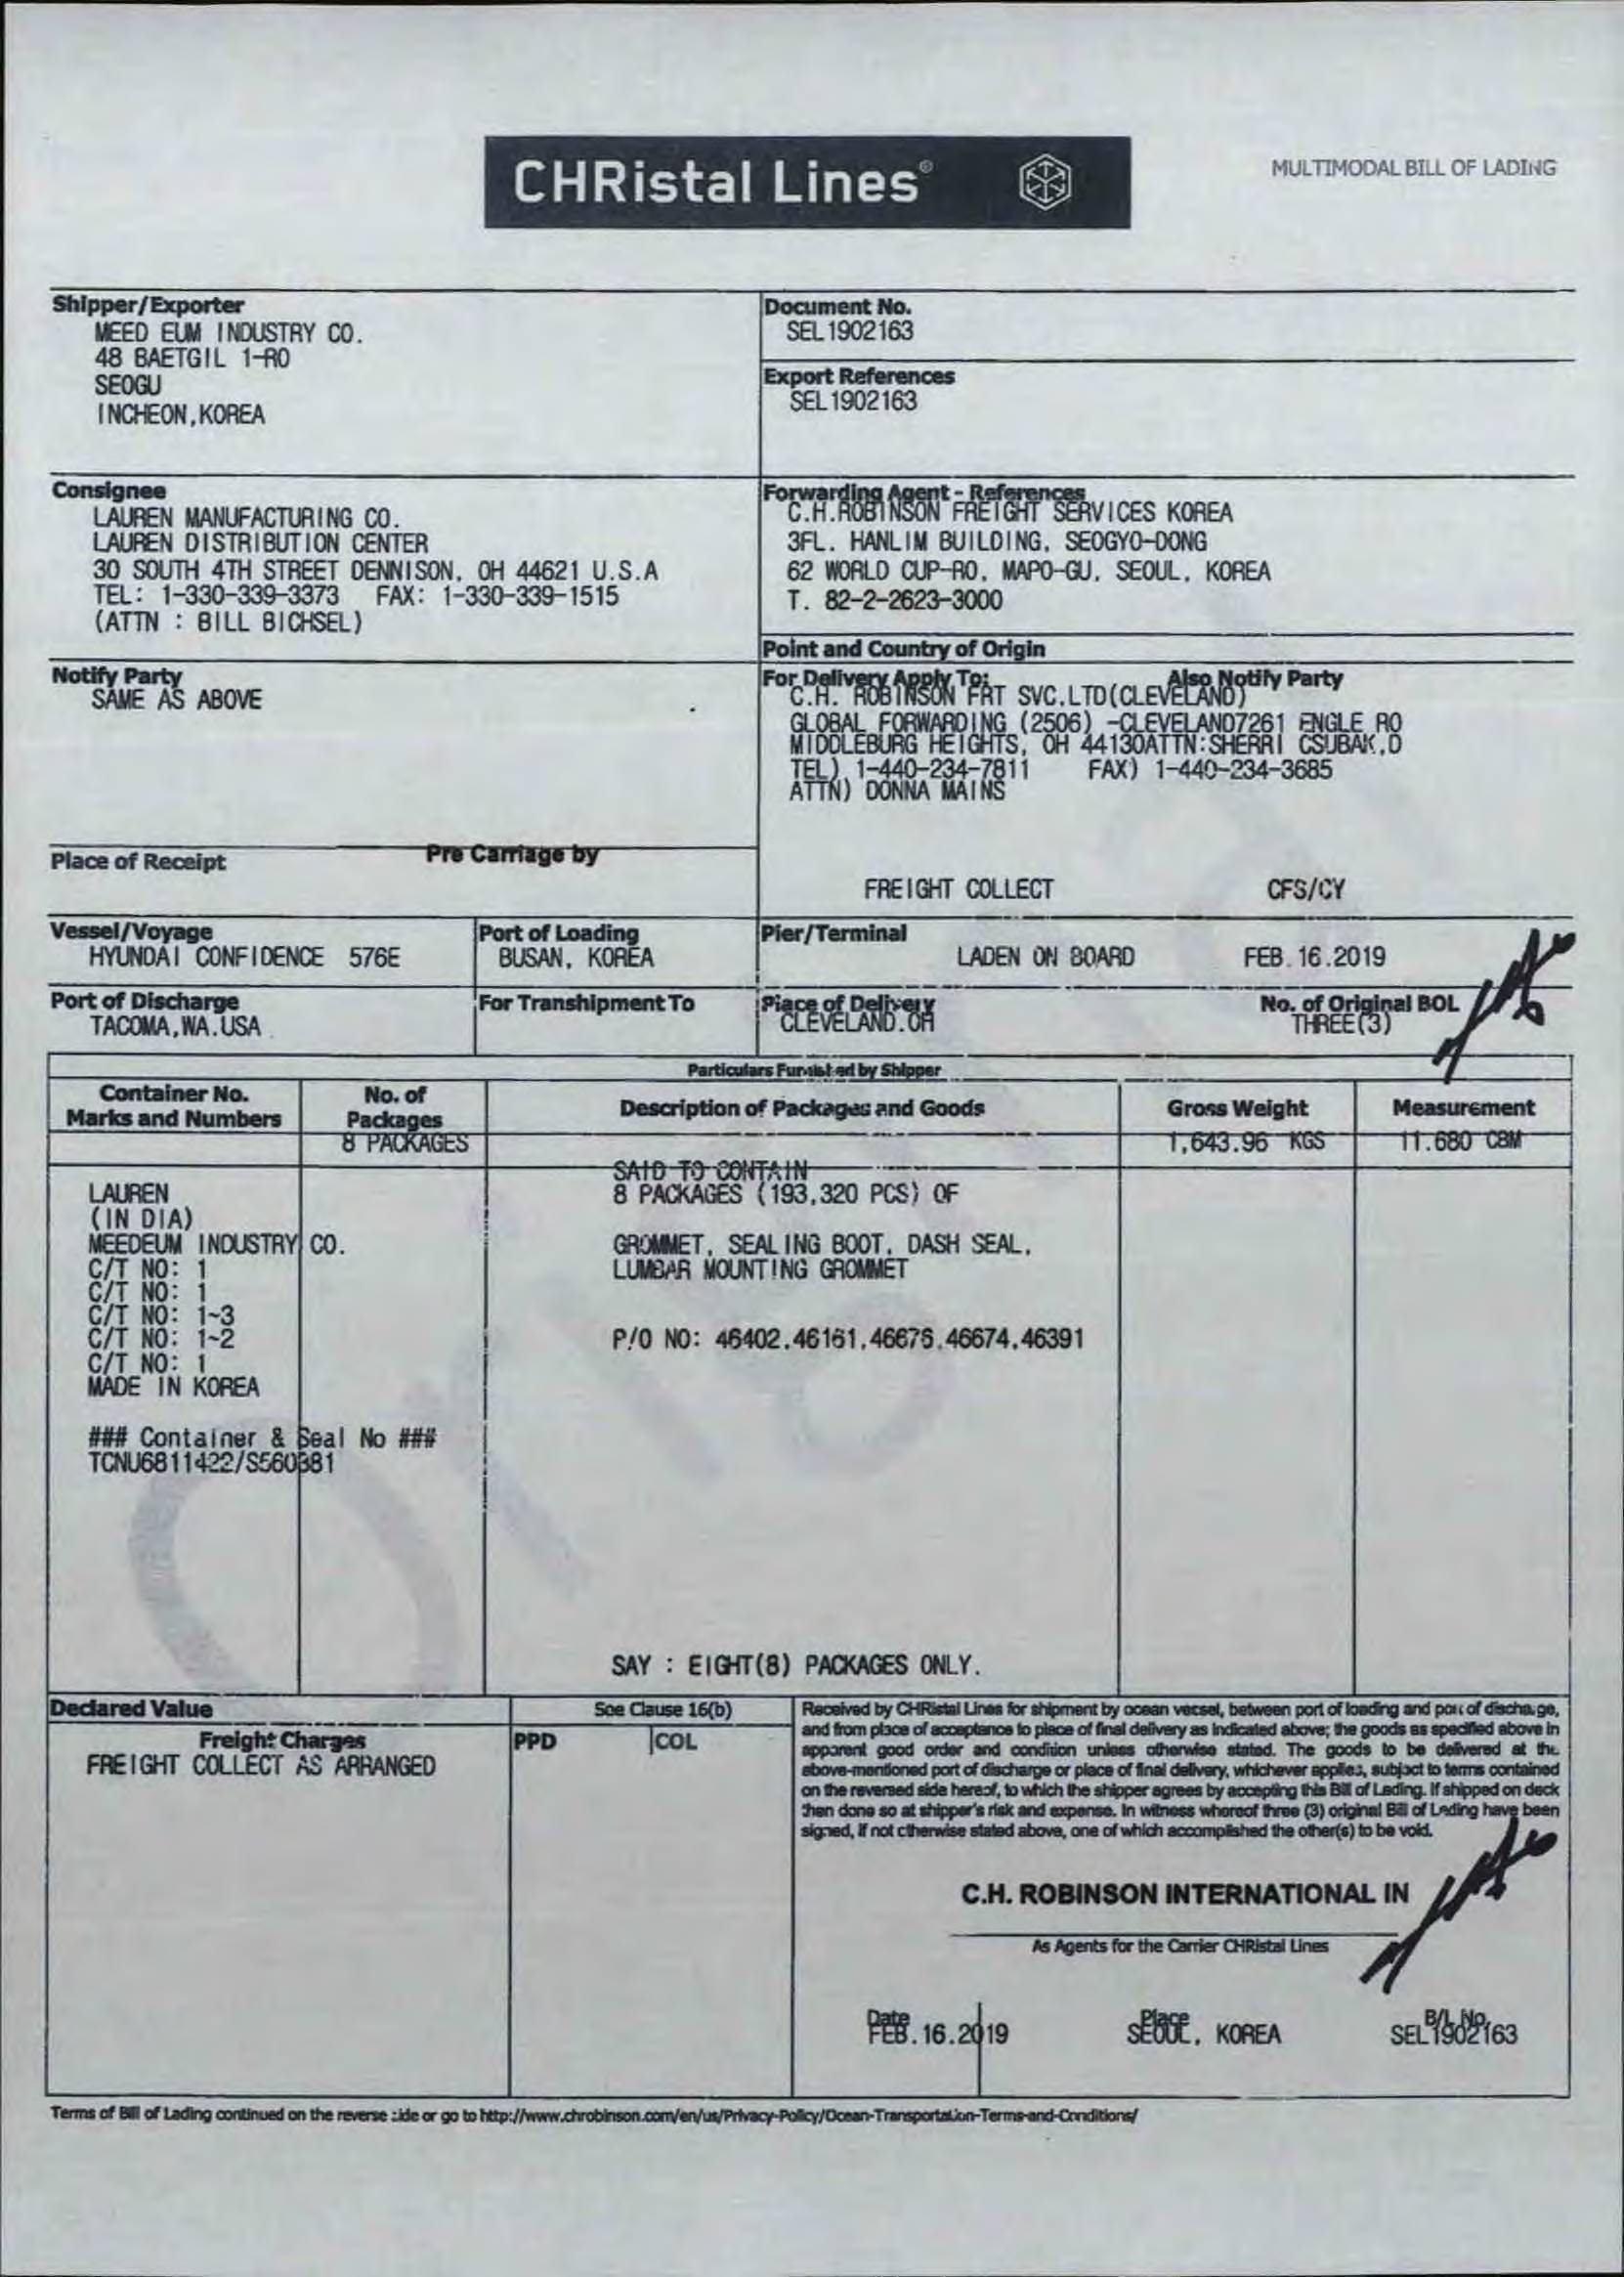 CHRistal Lines®
MULTIMODAL BILL OF LADING
Shipper/Exporter
MEED EUM INDUSTRY CO.
48 BAETGIL 1-RO
SEOGU
INCHEON,KOREA
Document No.
SEL1902163
Export References
SEL1902163
Consignee
LAUREN MANUFACTURING CO.
LAUREN DISTRIBUTION CENTER
30 SOUTH 4TH STREET DENNISON, OH 44621 U.S.A
TEL: 1-330-339-3373 FAX: 1-330-339-1515
(ATTN : BILL BICHSEL)
Forwarding Agent - References
C.H.ROBINSON FREIGHT SERVICES KOREA
3FL. HANLIM BUILDING, SEOGYO-DONG
62 WORLD CUP-RO, MAPO-GU, SEOUL, KOREA
T. 82-2-2623-3000
Point and Country of Origin
Notify Party
SAME AS ABOVE
For Delivery Apply To: Also Notify Party
C.H. ROBINSON FRT SVC.LTD(CLEVELAND)
GLOBAL FORWARDING (2506) -CLEVELAND7261 ENGLE RO
MIDDLEBURG HEIGHTS, OH 44130ATTN:SHERRI CSUBAK,D
TEL) 1-440-234-7811 FAX) 1-440-234-3685
ATTN) DONNA MAINS
Place of Receipt
Pre Carriage by
FREIGHT COLLECT CFS/CY
Vessel/Voyage
HYUNDAI CONFIDENCE 576E
Port of Loading
BUSAN, KOREA
Pier/Terminal
LADEN ON BOARD FEB.16.2019
Port of Discharge
TACOMA,WA.USA
For Transhipment To
Place of Delivery
CLEVELAND.OH
No. of Original BOL
THREE(3)
Particulars Furnished by Shipper
Container No.
Marks and Numbers
No. of
Packages
Description of Packages and Goods
Gross Weight
Measurement
8 PACKAGES
1,643.96 KGS
11.680 CBM
SAID TO CONTAIN
8 PACKAGES (193,320 PCS) OF
GROMMET, SEALING BOOT, DASH SEAL,
LUMBAR MOUNTING GROMMET
P/O NO: 46402,46161,46675,46674,46391
LAUREN
(IN DIA)
MEEDEUM INDUSTRY CO.
C/T NO: 1
C/T NO: 1
C/T NO: 1~3
C/T NO: 1~2
C/T NO: 1
MADE IN KOREA
### Container & Seal No ###
TCNU6811422/S560381
SAY : EIGHT(8) PACKAGES ONLY.
Declared Value
See Clause 16(b)
Freight Charges
PPD
COL
FREIGHT COLLECT AS ARRANGED
Received by CHRistal Lines for shipment by ocean vessel, between port of loading and port of discharge,
and from place of acceptance to place of final delivery as indicated above; the goods as specified above in
apparent good order and condition unless otherwise stated. The goods to be delivered at the
above-mentioned port of discharge or place of final delivery, whichever applies, subject to terms contained
on the reversed side hereof, to which the shipper agrees by accepting this Bill of Lading. If shipped on deck
then done so at shipper's risk and expense. In witness whereof three (3) original Bill of Lading have been
signed, if not otherwise stated above, one of which accomplished the other(s) to be void.
C.H. ROBINSON INTERNATIONAL IN
As Agents for the Carrier CHRistal Lines
Date
FEB.16.2019
Place
SEOUL, KOREA
B/L No.
SEL1902163
Terms of Bill of Lading continued on the reverse side or go to http://www.chrobinson.com/en/us/Privacy-Policy/Ocean-Transportation-Terms-and-Conditions/